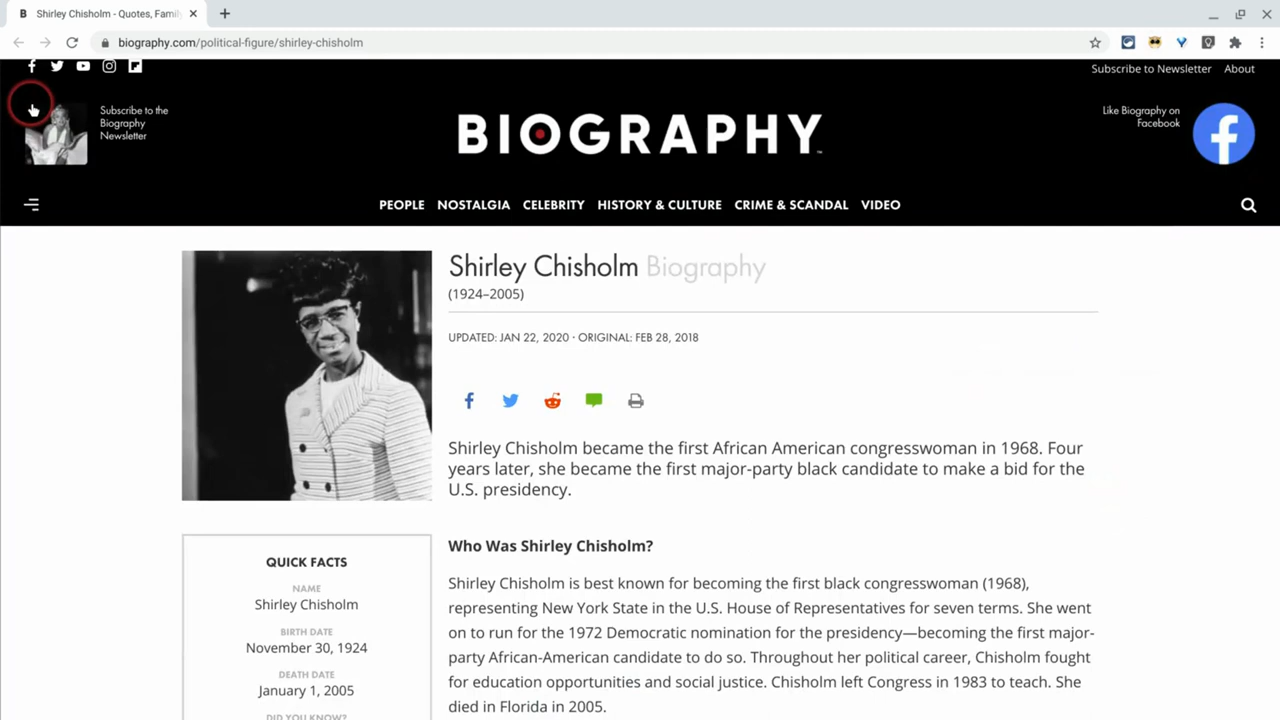 B Shirley Chisholm - Quotes, Famil
biography.com/political-figure/shirley-chisholm
Subscribe to Newsletter About
Subscribe to the
Biography
Newsletter
BIOGRAPHY
Like Biography on
Facebook
PEOPLE NOSTALGIA CELEBRITY HISTORY & CULTURE CRIME & SCANDAL VIDEO
Shirley Chisholm Biography
(1924–2005)
UPDATED: JAN 22, 2020 · ORIGINAL: FEB 28, 2018
Shirley Chisholm became the first African American congresswoman in 1968. Four
years later, she became the first major-party black candidate to make a bid for the
U.S. presidency.
QUICK FACTS
NAME
Shirley Chisholm
BIRTH DATE
November 30, 1924
DEATH DATE
January 1, 2005
DID YOU KNOW?
Who Was Shirley Chisholm?
Shirley Chisholm is best known for becoming the first black congresswoman (1968),
representing New York State in the U.S. House of Representatives for seven terms. She went
on to run for the 1972 Democratic nomination for the presidency—becoming the first major-
party African-American candidate to do so. Throughout her political career, Chisholm fought
for education opportunities and social justice. Chisholm left Congress in 1983 to teach. She
died in Florida in 2005.